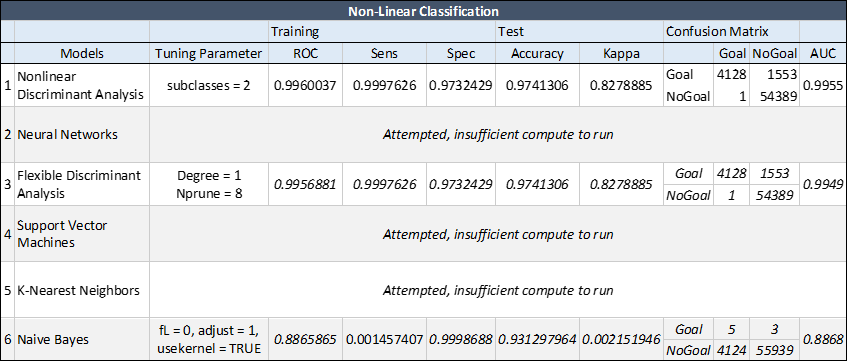 Non-Linear Classification
Training Test Confusion Matrix
Models Tuning Parameter ROC Sens Spec Accuracy Kappa Goal NoGoal AUC
1 Nonlinear Discriminant Analysis subclasses = 2 0.9960037 0.9997626 0.9732429 0.9741306 0.8278885 Goal 4128 1553 0.9955
NoGoal 1 54389
2 Neural Networks Attempted, insufficient compute to run
3 Flexible Discriminant Analysis Degree = 1 Nprune = 8 0.9956881 0.9997626 0.9732429 0.9741306 0.8278885 Goal 4128 1553 0.9949
NoGoal 1 54389
4 Support Vector Machines Attempted, insufficient compute to run
5 K-Nearest Neighbors Attempted, insufficient compute to run
6 Naive Bayes fL = 0, adjust = 1, usekernel = TRUE 0.8865865 0.001457407 0.9998688 0.931297964 0.002151946 Goal 5 3 0.8868
NoGoal 4124 55939